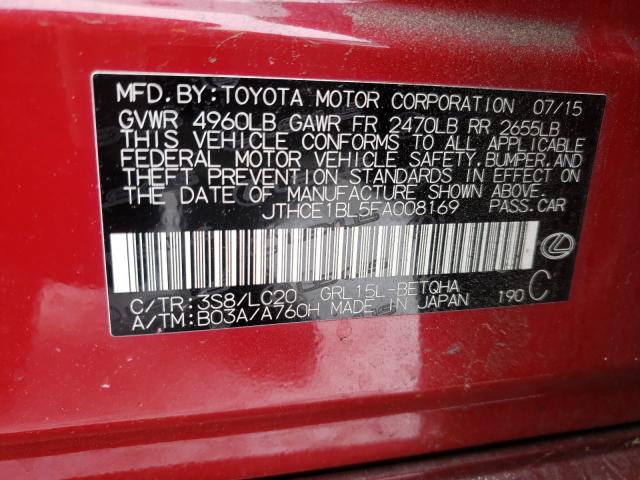 MFD. BY: TOYOTA MOTOR CORPORATION 07/15
GVWR 4960LB GAWR FR 2470LB RR 2655LB
THIS VEHICLE CONFORMS TO ALL APPLICABLE
FEDERAL MOTOR VEHICLE SAFETY, BUMPER, AND
THEFT PREVENTION STANDARDS IN EFFECT ON
THE DATE OF MANUFACTURE SHOWN ABOVE.
JTHCE1BL5FA008169 PASS. CAR
C/TR: 3S8/LC20 GRL15L-BETQHA
A/TM: B03A/A760H MADE IN JAPAN 190 C